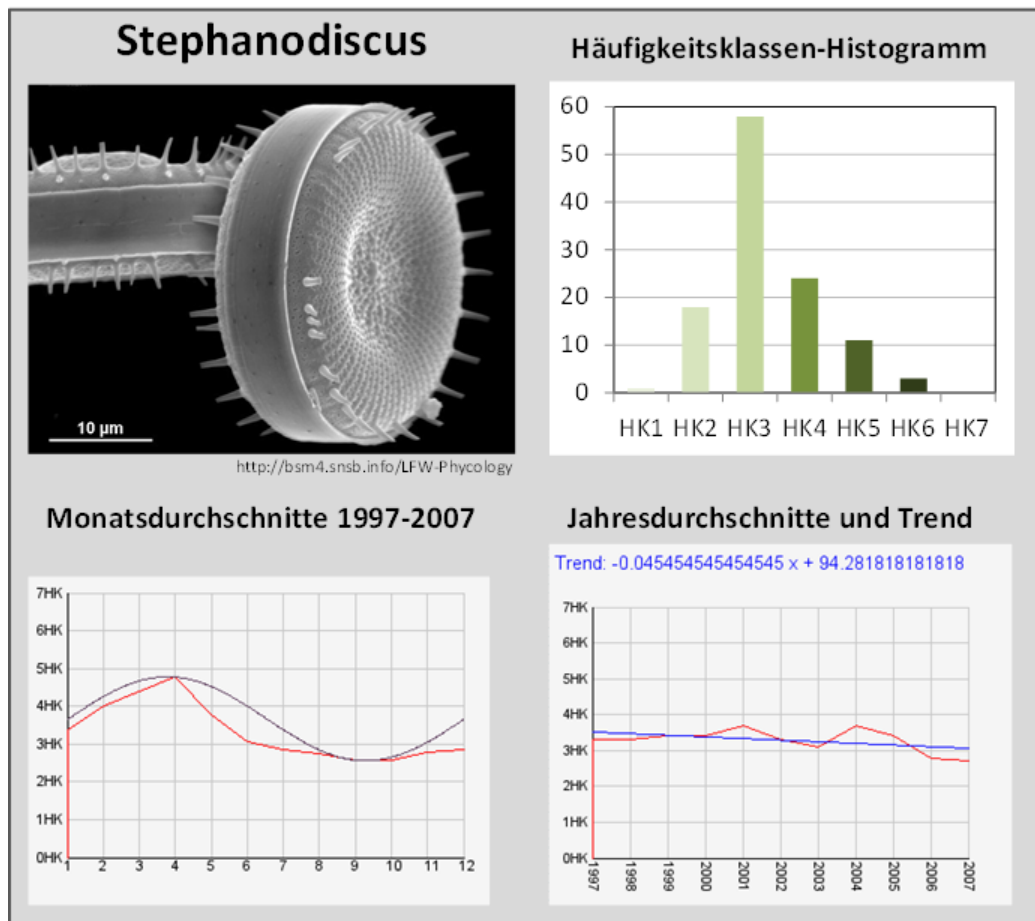 Stephanodiscus
Häufigkeitsklassen-Histogramm
10 µm
http://bsm4.snsb.info/LFW-Phycology
60
50
40
30
20
10
0
HK1 HK2 HK3 HK4 HK5 HK6 HK7
Monatsdurchschnitte 1997-2007
7HK
6HK
5HK
4HK
3HK
2HK
1HK
0HK
1 2 3 4 5 6 7 8 9 10 11 12
Jahresdurchschnitte und Trend
Trend: -0.045454545454545 x + 94.281818181818
7HK
6HK
5HK
4HK
3HK
2HK
1HK
0HK
1997 1998 1999 2000 2001 2002 2003 2004 2005 2006 2007